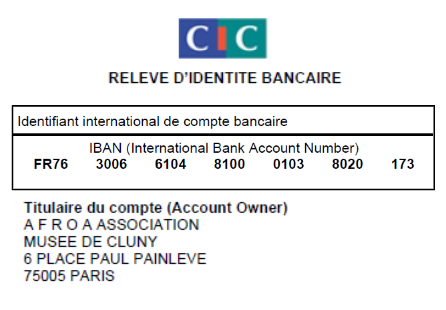 CIC
RELEVE D'IDENTITE BANCAIRE
Identifiant international de compte bancaire
IBAN (International Bank Account Number)
FR76 3006 6104 8100 0103 8020 173
Titulaire du compte (Account Owner)
A F R O A ASSOCIATION
MUSEE DE CLUNY
6 PLACE PAUL PAINLEVE
75005 PARIS